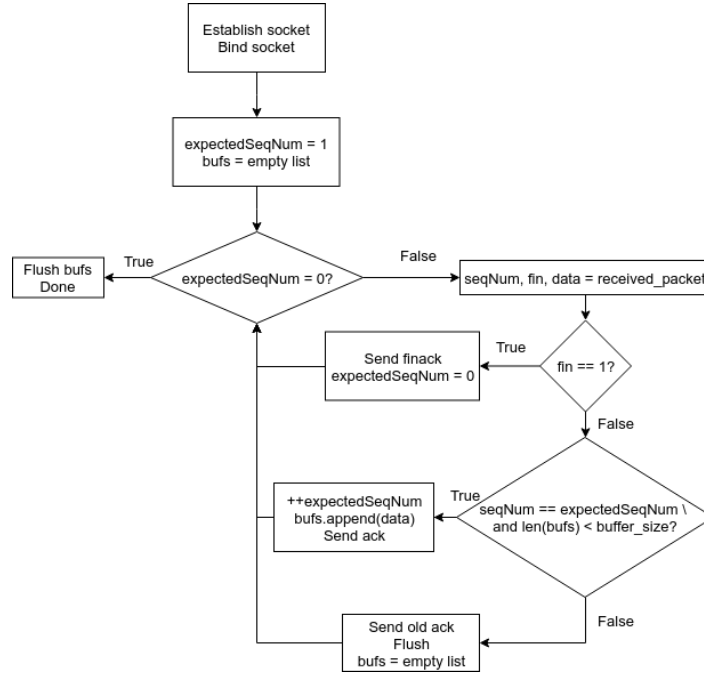 Establish socket
Bind socket
expectedSeqNum = 1
bufs = empty list
expectedSeqNum = 0?
True
Flush bufs
Done
False
seqNum, fin, data = received_packet
fin == 1?
True
Send finack
expectedSeqNum = 0
False
seqNum == expectedSeqNum \
and len(bufs) < buffer_size?
True
++expectedSeqNum
bufs.append(data)
Send ack
False
Send old ack
Flush
bufs = empty list